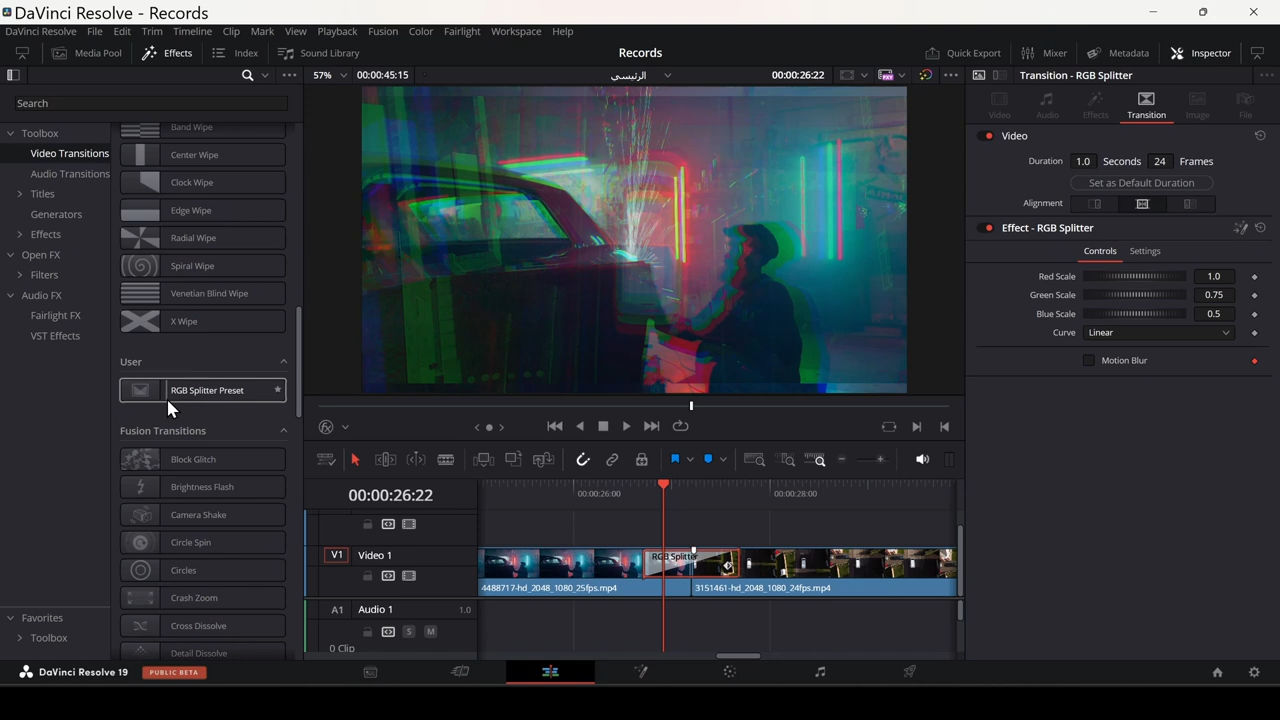 DaVinci Resolve - Records
DaVinci Resolve File Edit Trim Timeline Clip Mark View Playback Fusion Color Fairlight Workspace Help
Media Pool Effects Index Sound Library Records Quick Export Mixer Metadata Inspector
57% 00:00:45:15 الرئيسي 00:00:26:22 Transition - RGB Splitter
Search
Toolbox
Video Transitions
Audio Transitions
Titles
Generators
Effects
Open FX
Filters
Audio FX
Fairlight FX
VST Effects
Favorites
Toolbox
Band Wipe
Center Wipe
Clock Wipe
Edge Wipe
Radial Wipe
Spiral Wipe
Venetian Blind Wipe
X Wipe
User
RGB Splitter Preset
Fusion Transitions
Block Glitch
Brightness Flash
Camera Shake
Circle Spin
Circles
Crash Zoom
Cross Dissolve
Detail Dissolve
Video Audio Effects Transition Image File
Video
Duration 1.0 Seconds 24 Frames
Set as Default Duration
Alignment
Effect - RGB Splitter
Controls Settings
Red Scale 1.0
Green Scale 0.75
Blue Scale 0.5
Curve Linear
Motion Blur
00:00:26:22 00:00:26:00 00:00:28:00
V1 Video 1 RGB Splitter
4488717-hd_2048_1080_25fps.mp4 3151461-hd_2048_1080_24fps.mp4
A1 Audio 1 1.0
S M
0 Clip
DaVinci Resolve 19 PUBLIC BETA